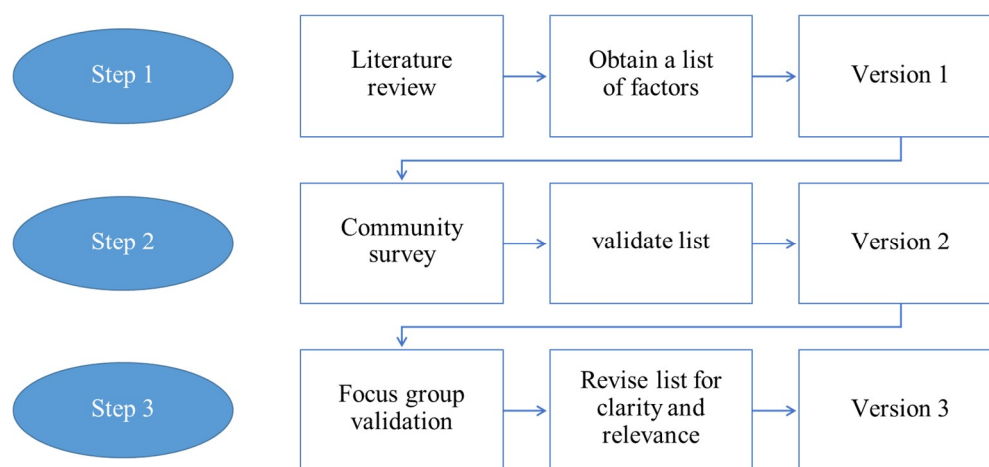 Step 1
Literature
review
Obtain a list
of factors
Version 1
Step 2
Community
survey
validate list
Version 2
Step 3
Focus group
validation
Revise list for
clarity and
relevance
Version 3